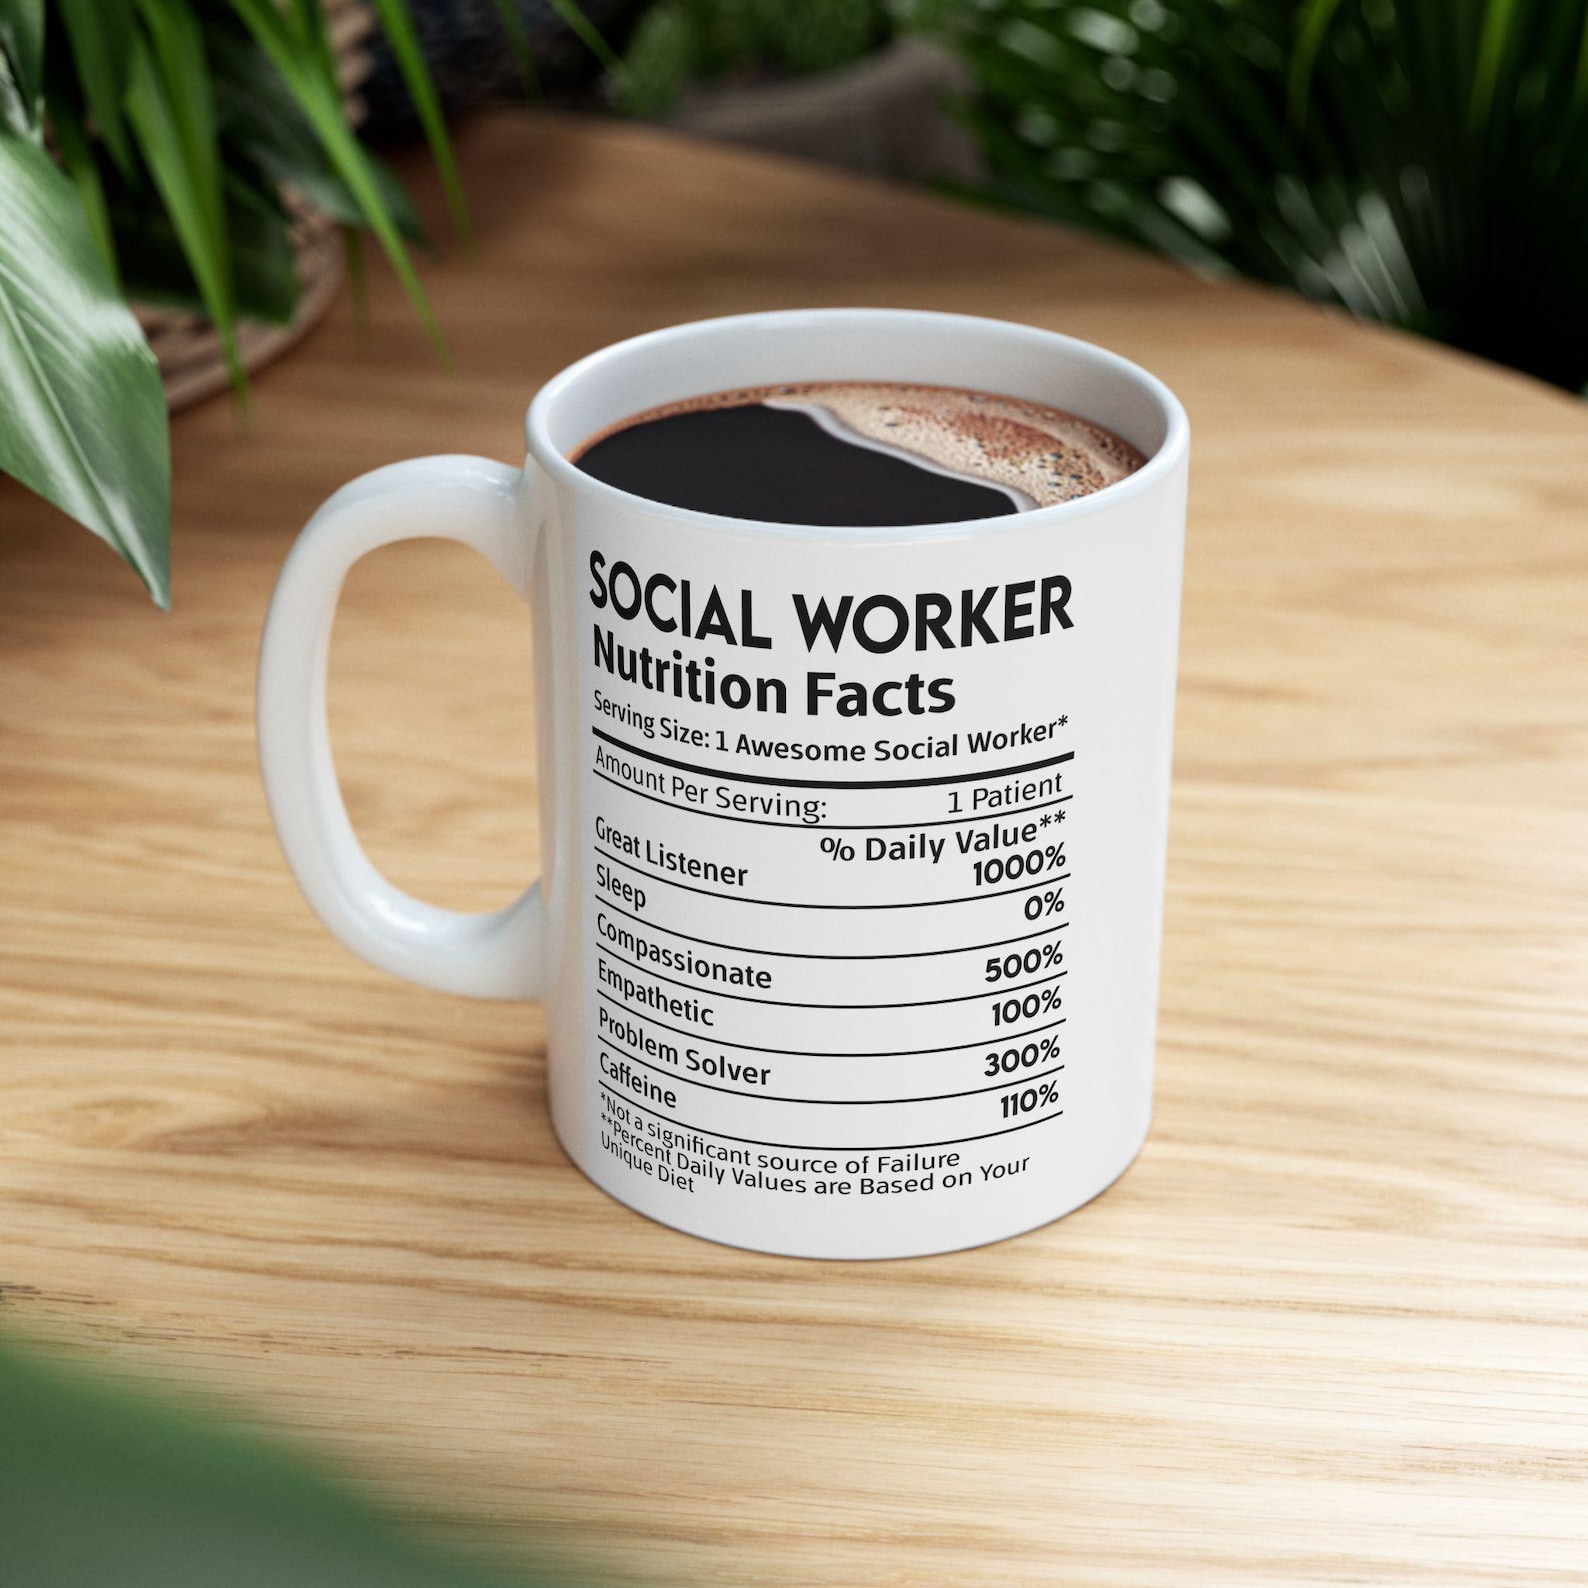 SOCIAL WORKER
Nutrition Facts
Serving Size: 1 Awesome Social Worker*
Amount Per Serving: 1 Patient
% Daily Value**
Great Listener 1000%
Sleep 0%
Compassionate 500%
Empathetic 100%
Problem Solver 300%
Caffeine 110%
*Not a significant source of Failure
**Percent Daily Values are Based on Your
Unique Diet